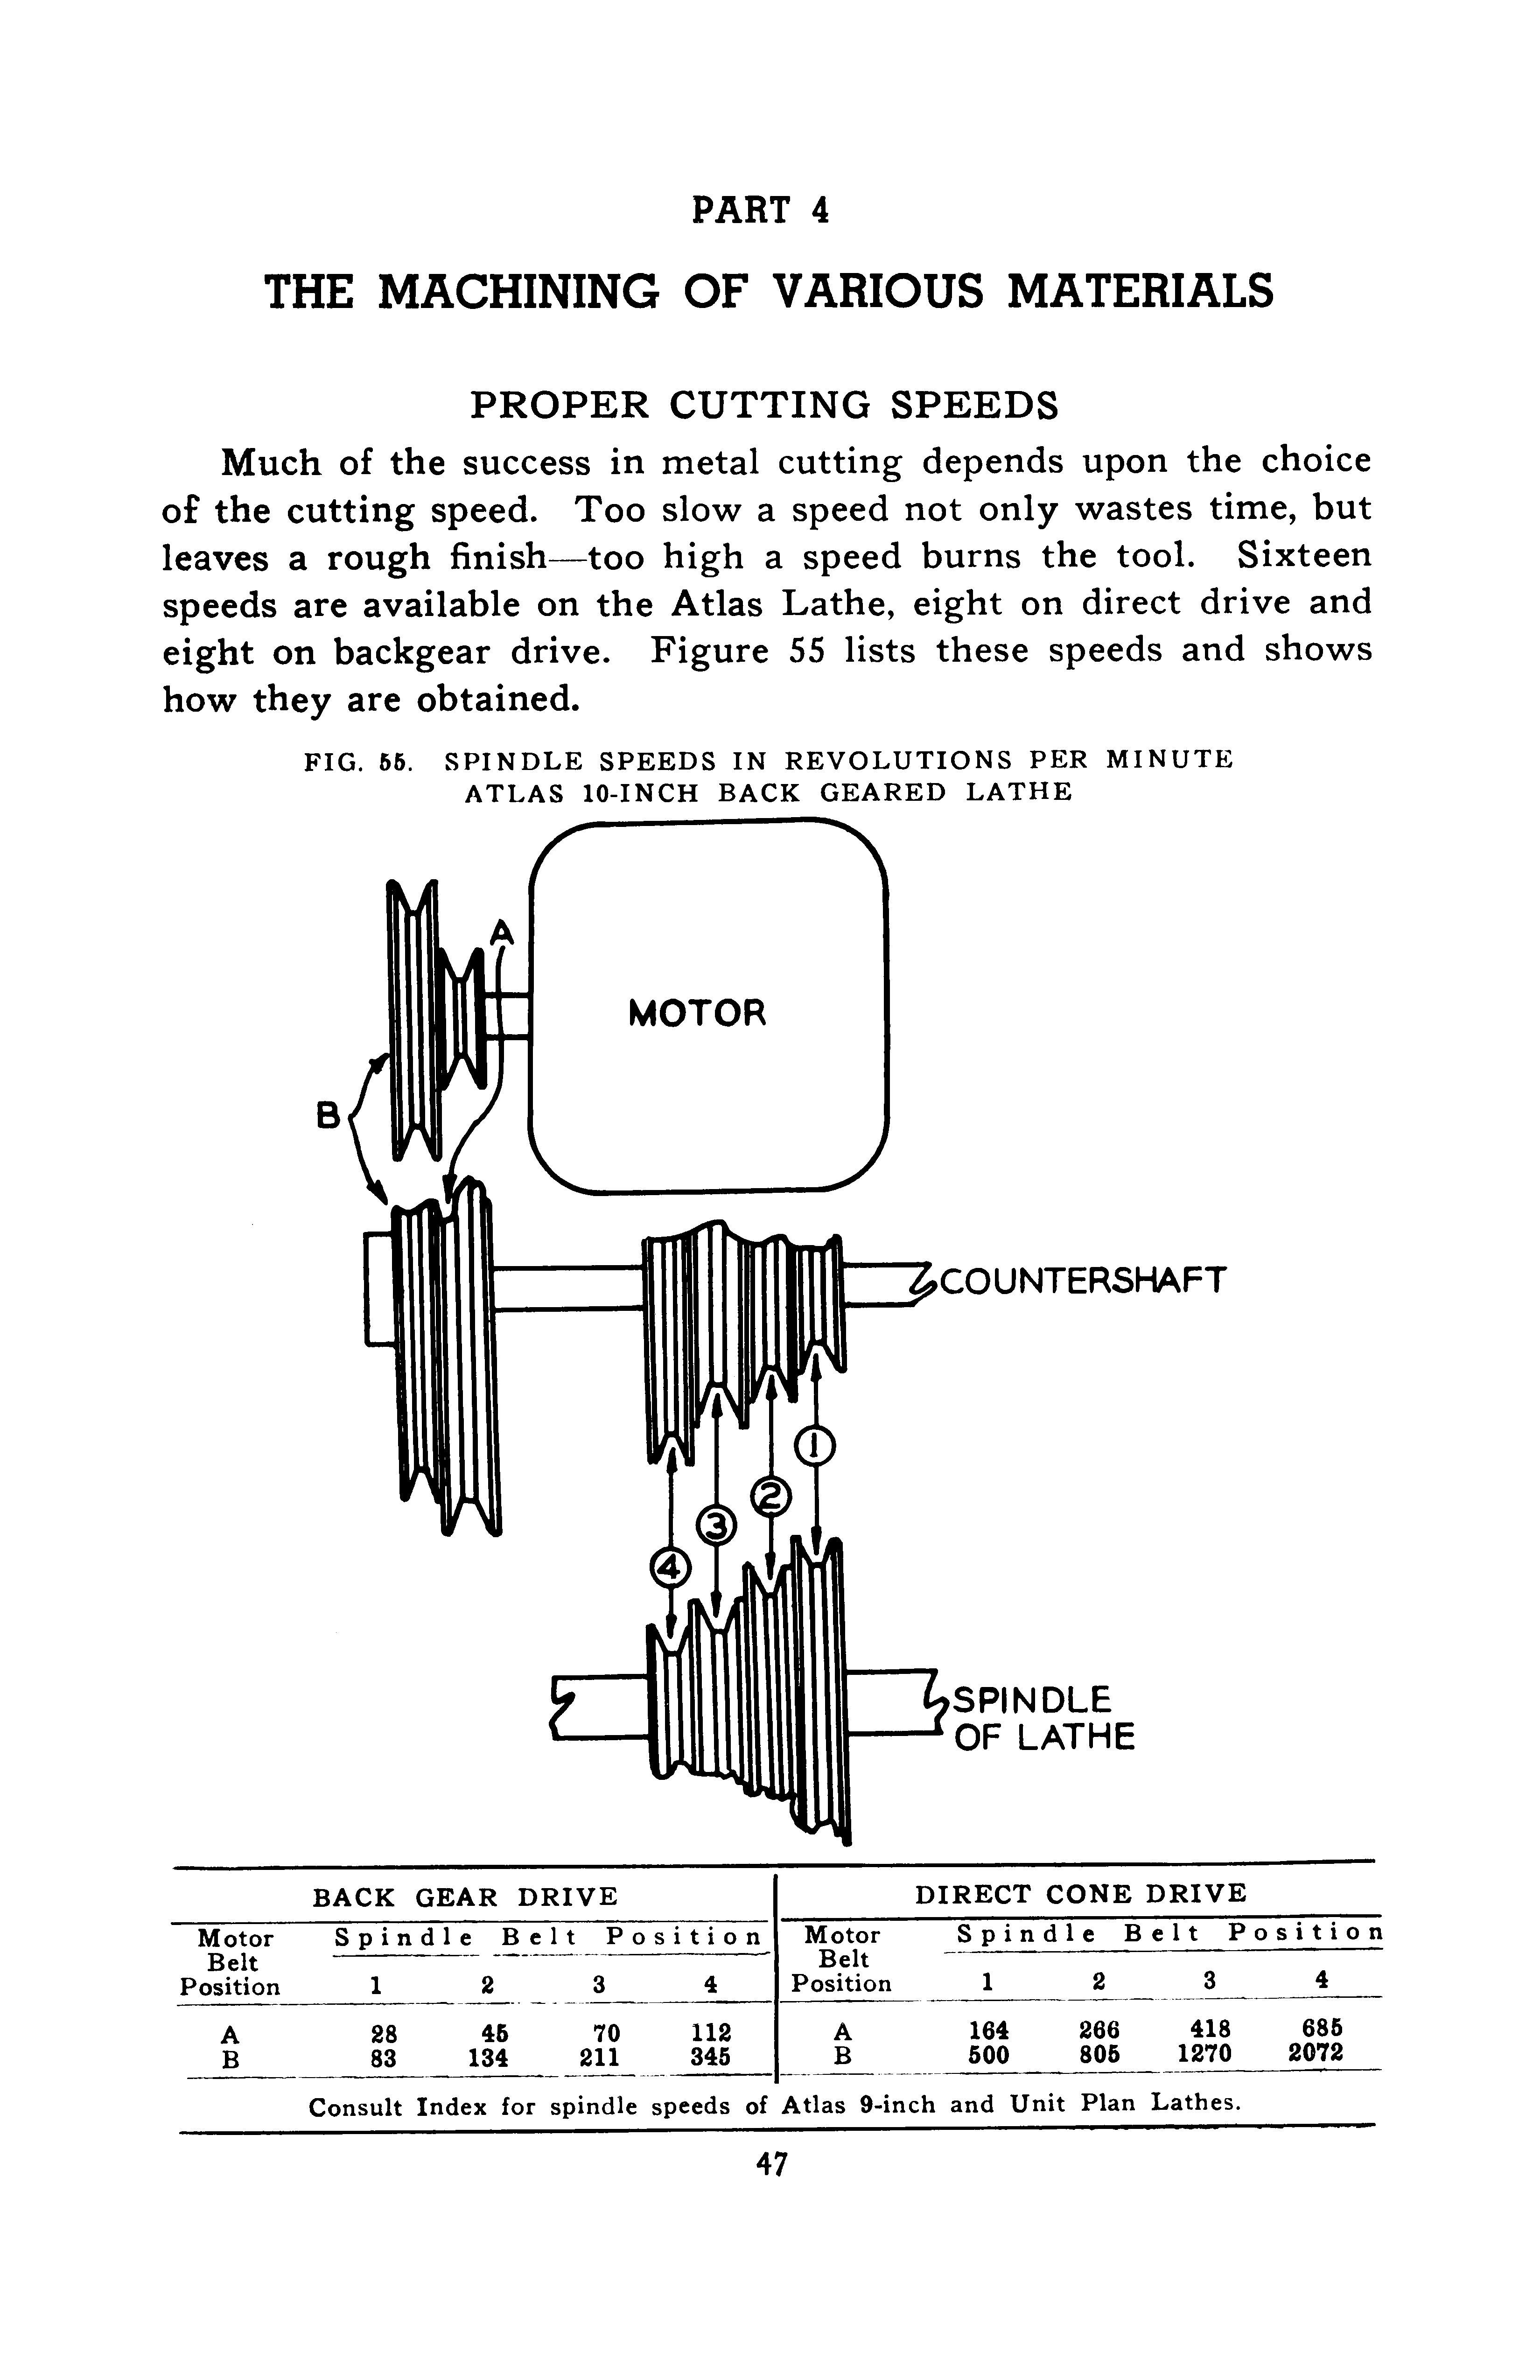 PART 4
THE MACHINING OF VARIOUS MATERIALS
PROPER CUTTING SPEEDS
Much of the success in metal cutting depends upon the choice
of the cutting speed. Too slow a speed not only wastes time, but
leaves a rough finish—too high a speed burns the tool. Sixteen
speeds are available on the Atlas Lathe, eight on direct drive and
eight on backgear drive. Figure 55 lists these speeds and shows
how they are obtained.
FIG. 55. SPINDLE SPEEDS IN REVOLUTIONS PER MINUTE
ATLAS 10-INCH BACK GEARED LATHE
A
MOTOR
B
COUNTERSHAFT
1
2
3
4
SPINDLE
OF LATHE
BACK GEAR DRIVE
Motor Spindle Belt Position
Belt
Position 1 2 3 4
A 28 45 70 112
B 83 134 211 345
DIRECT CONE DRIVE
Motor Spindle Belt Position
Belt
Position 1 2 3 4
A 164 266 418 685
B 500 805 1270 2072
Consult Index for spindle speeds of Atlas 9-inch and Unit Plan Lathes.
47